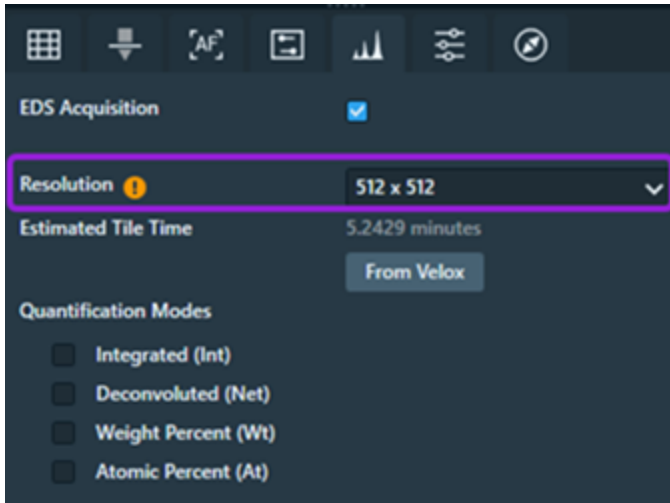 AF
EDS Acquisition
Resolution !
512 x 512
Estimated Tile Time
5.2429 minutes
From Velox
Quantification Modes
Integrated (Int)
Deconvoluted (Net)
Weight Percent (Wt)
Atomic Percent (At)